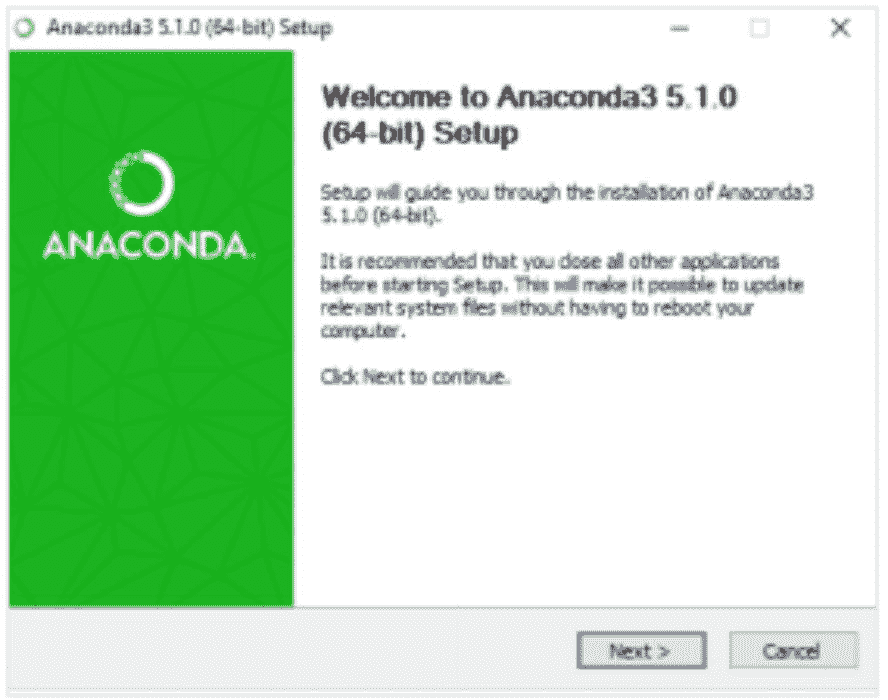 Anaconda3 5.1.0 (64-bit) Setup
ANACONDA.
Welcome to Anaconda3 5.1.0
(64-bit) Setup
Setup will guide you through the installation of Anaconda3
5.1.0 (64-bit).
It is recommended that you close all other applications
before starting Setup. This will make it possible to update
relevant system files without having to reboot your
computer.
Click Next to continue.
Next >
Cancel